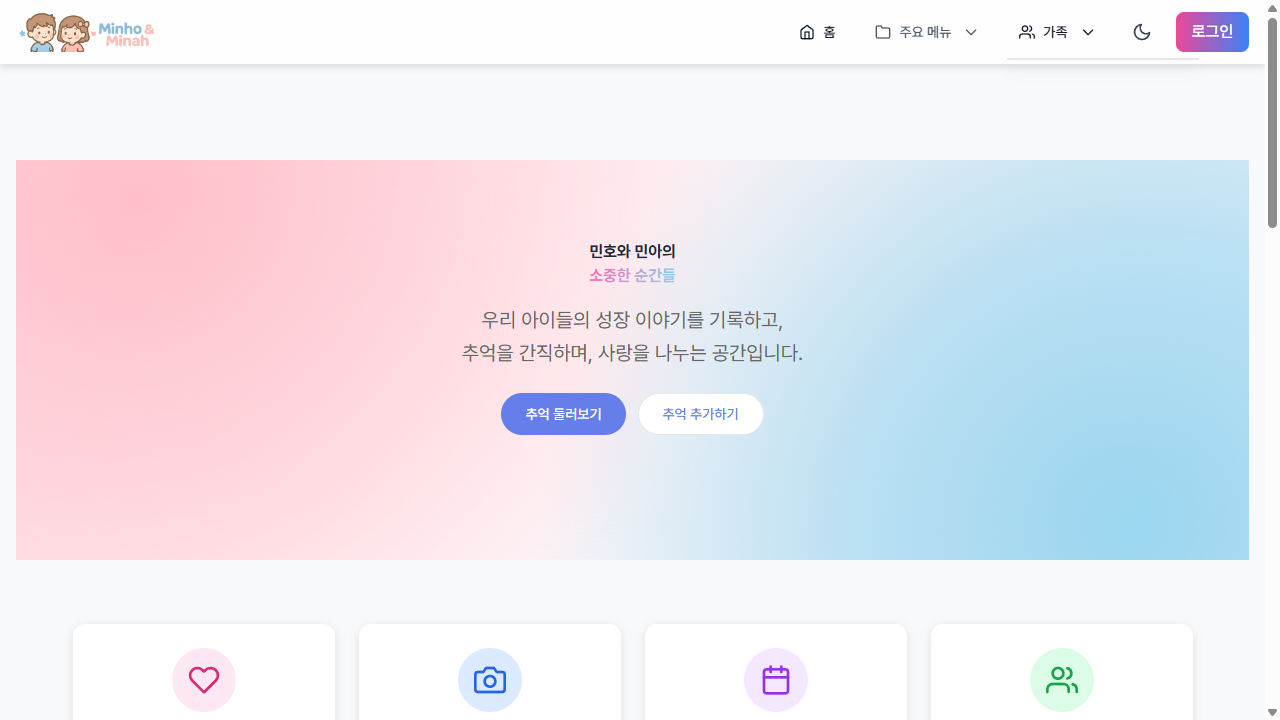 Minho &
Minah
홈
주요 메뉴
가족
로그인
민호와 민아의
소중한 순간들
우리 아이들의 성장 이야기를 기록하고,
추억을 간직하며, 사랑을 나누는 공간입니다.
추억 둘러보기
추억 추가하기